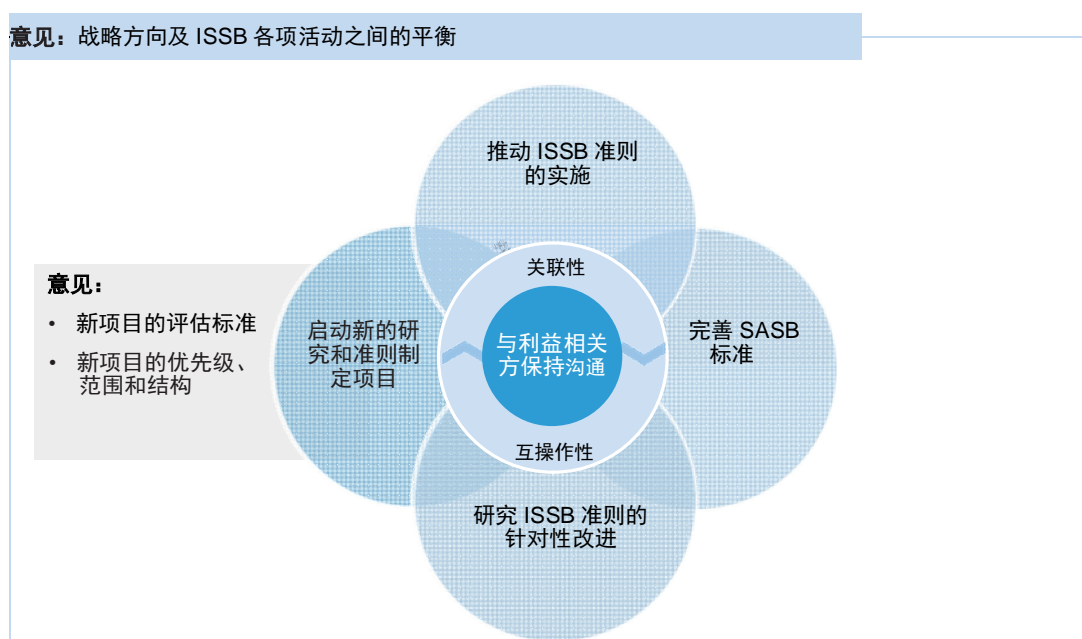 意见：战略方向及 ISSB 各项活动之间的平衡
推动 ISSB 准则
的实施
关联性
意见：
• 新项目的评估标准
• 新项目的优先级、
范围和结构
启动新的研
究和准则制
定项目
与利益相关
方保持沟通
完善 SASB
标准
互操作性
研究 ISSB 准则的
针对性改进